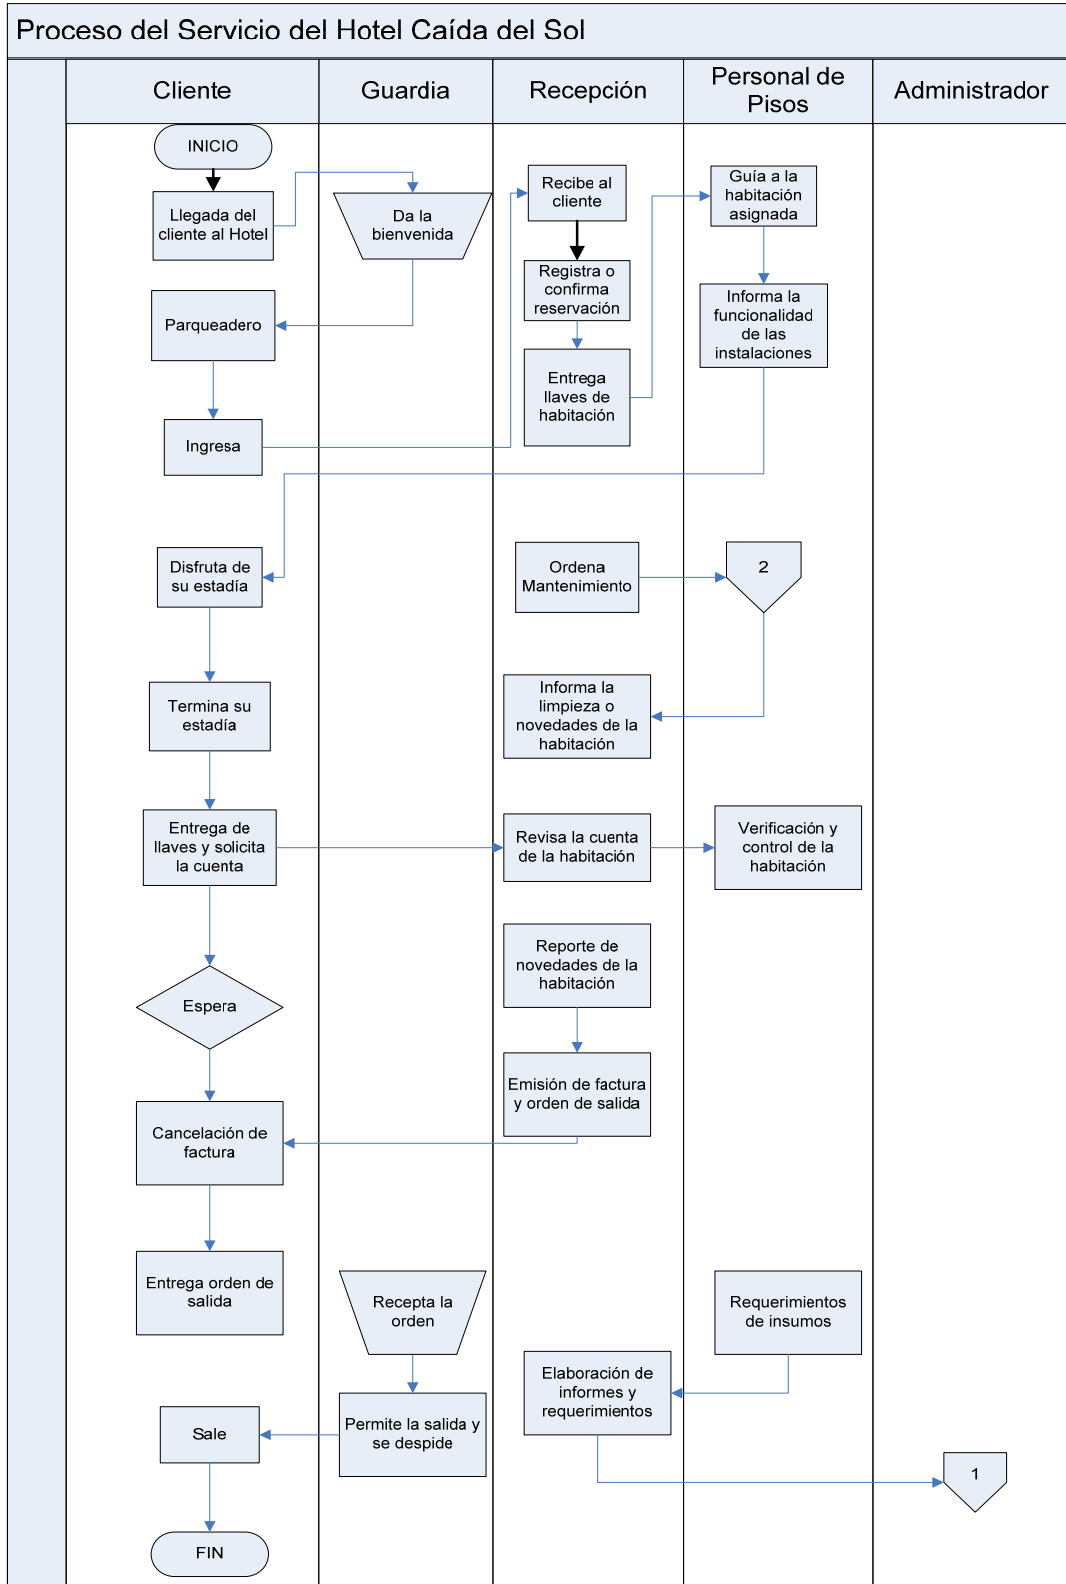 Proceso del Servicio del Hotel Caída del Sol
Cliente
Guardia
Recepción
Personal de
Pisos
Administrador
INICIO
Llegada del
cliente al Hotel
Da la
bienvenida
Recibe al
cliente
Guía a la
habitación
asignada
Registra o
confirma
reservación
Informa la
funcionalidad
de las
instalaciones
Parqueadero
Entrega
llaves de
habitación
Ingresa
Disfruta de
su estadía
Ordena
Mantenimiento
2
Termina su
estadía
Informa la
limpieza o
novedades de la
habitación
Entrega de
llaves y solicita
la cuenta
Revisa la cuenta
de la habitación
Verificación y
control de la
habitación
Reporte de
novedades de la
habitación
Espera
Emisión de factura
y orden de salida
Cancelación de
factura
Entrega orden de
salida
Recepta la
orden
Requerimientos
de insumos
Elaboración de
informes y
requerimientos
Sale
Permite la salida y
se despide
1
FIN